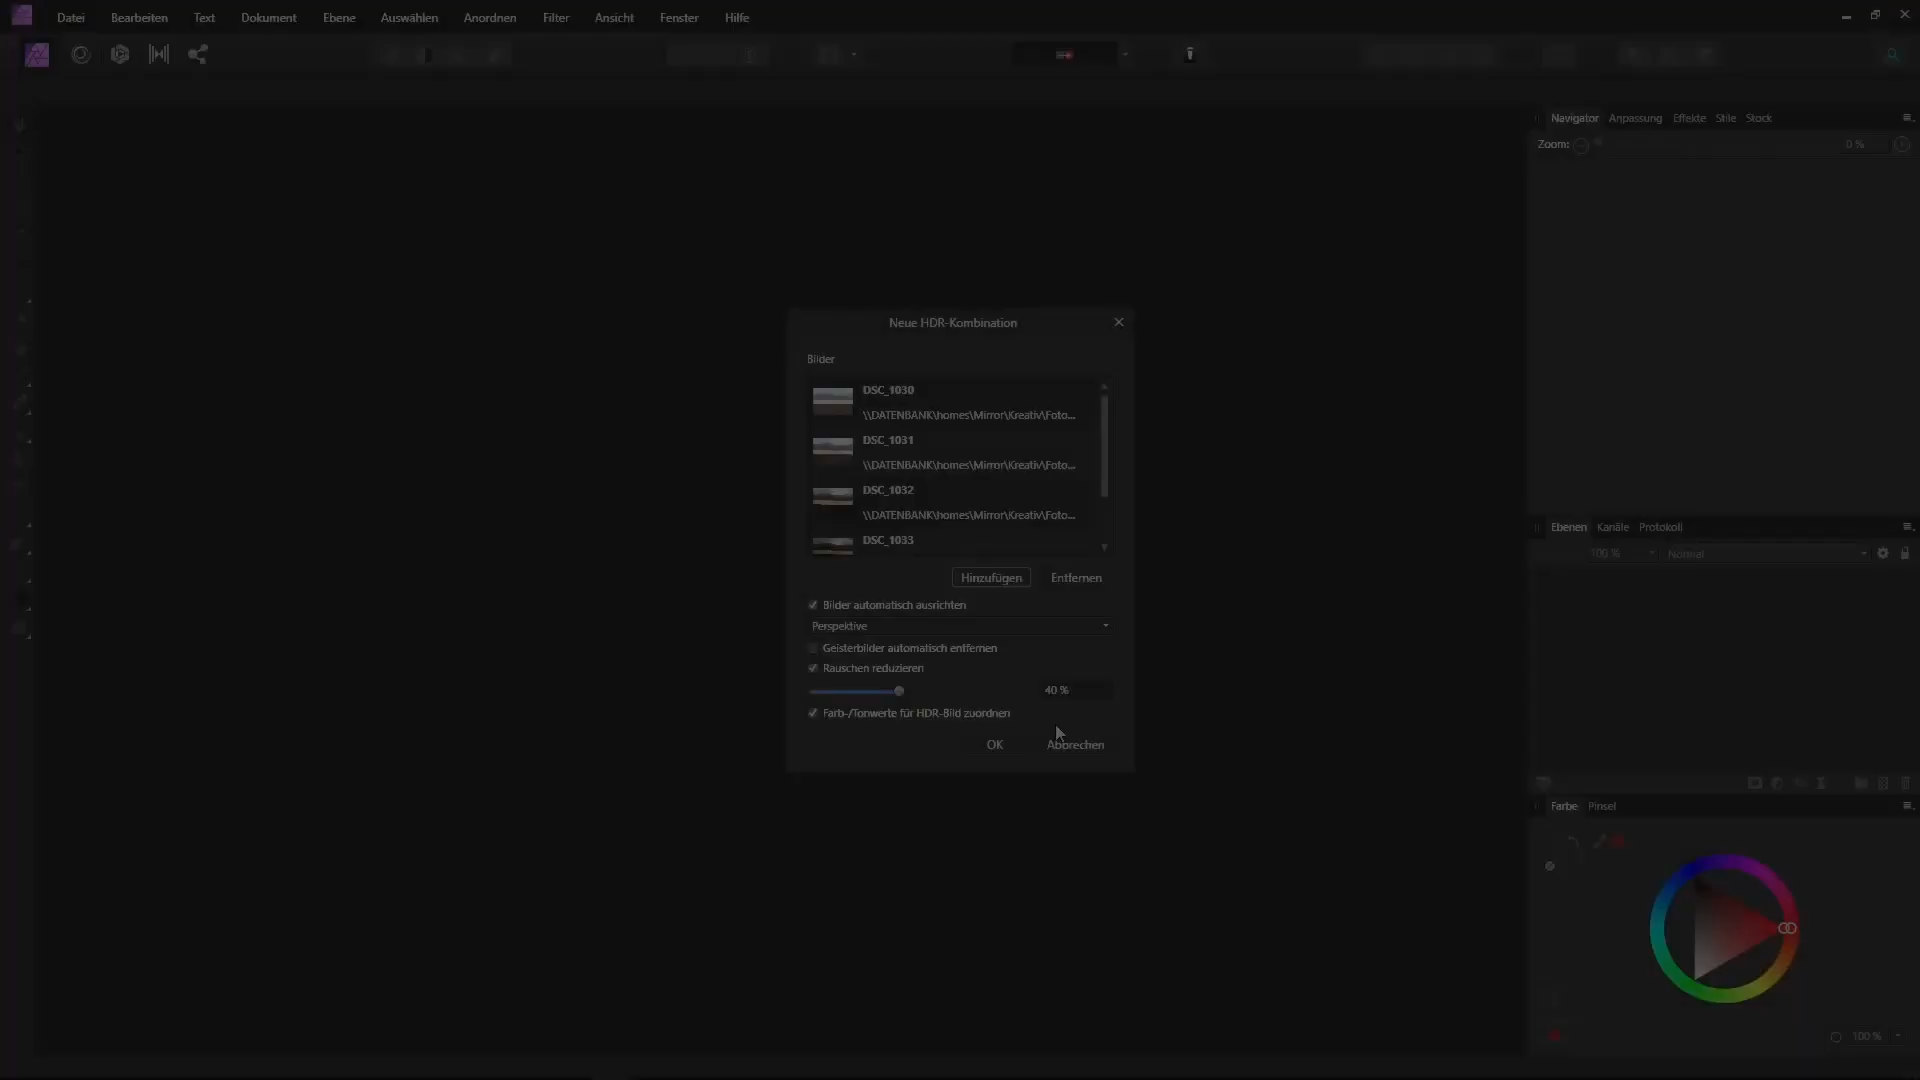 Datei Bearbeiten Text Dokument Ebene Auswählen Anordnen Filter Ansicht Fenster Hilfe
Navigator Anpassung Effekte Stile Stock
Zoom: 0 %
Neue HDR-Kombination
Bilder
DSC_1030
\\DATENBANK\homes\Mirror\Kreativ\Foto...
DSC_1031
\\DATENBANK\homes\Mirror\Kreativ\Foto...
DSC_1032
\\DATENBANK\homes\Mirror\Kreativ\Foto...
DSC_1033
Hinzufügen Entfernen
Bilder automatisch ausrichten
Perspektive
Geisterbilder automatisch entfernen
Rauschen reduzieren
40 %
Farb-/Tonwerte für HDR-Bild zuordnen
OK Abbrechen
Ebenen Kanäle Protokoll
100 % Normal
Farbe Pinsel
100 %